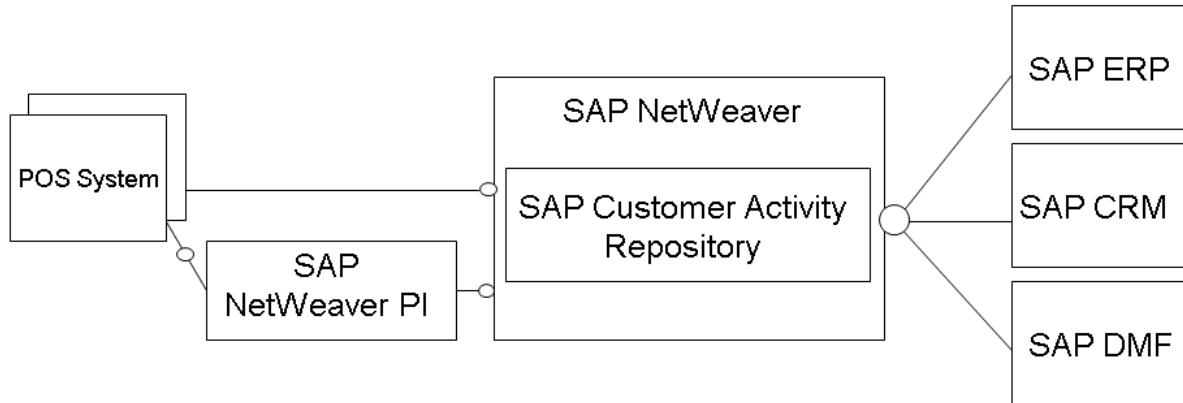 POS System
SAP
NetWeaver PI
SAP NetWeaver
SAP Customer Activity
Repository
SAP ERP
SAP CRM
SAP DMF